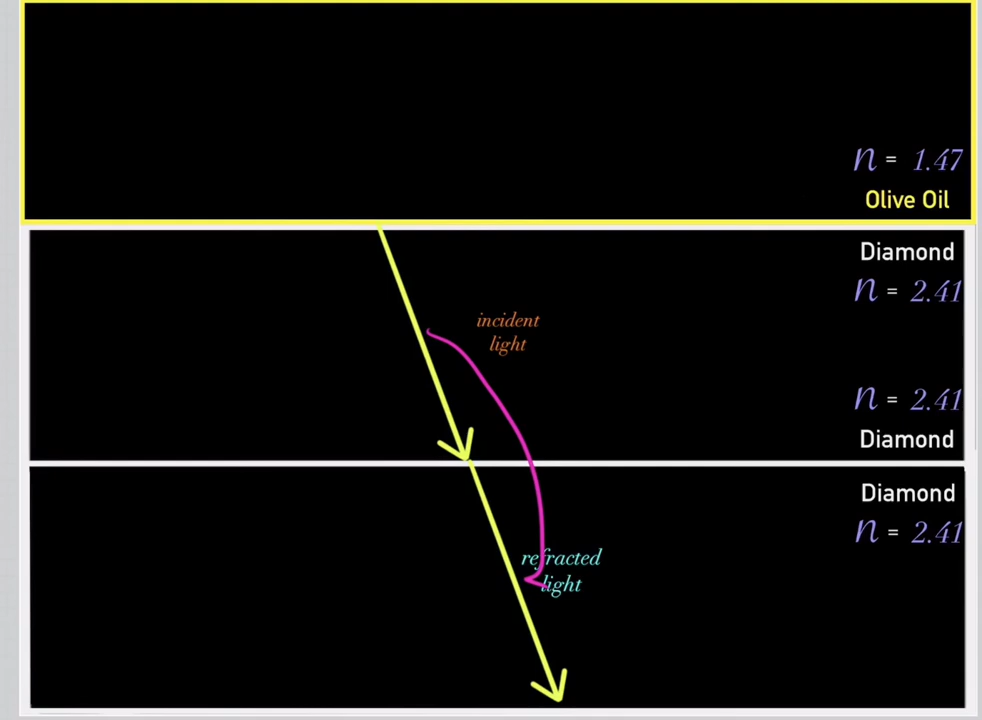 n = 1.47
Olive Oil
Diamond
n = 2.41
incident
light
n = 2.41
Diamond
Diamond
n = 2.41
refracted
light